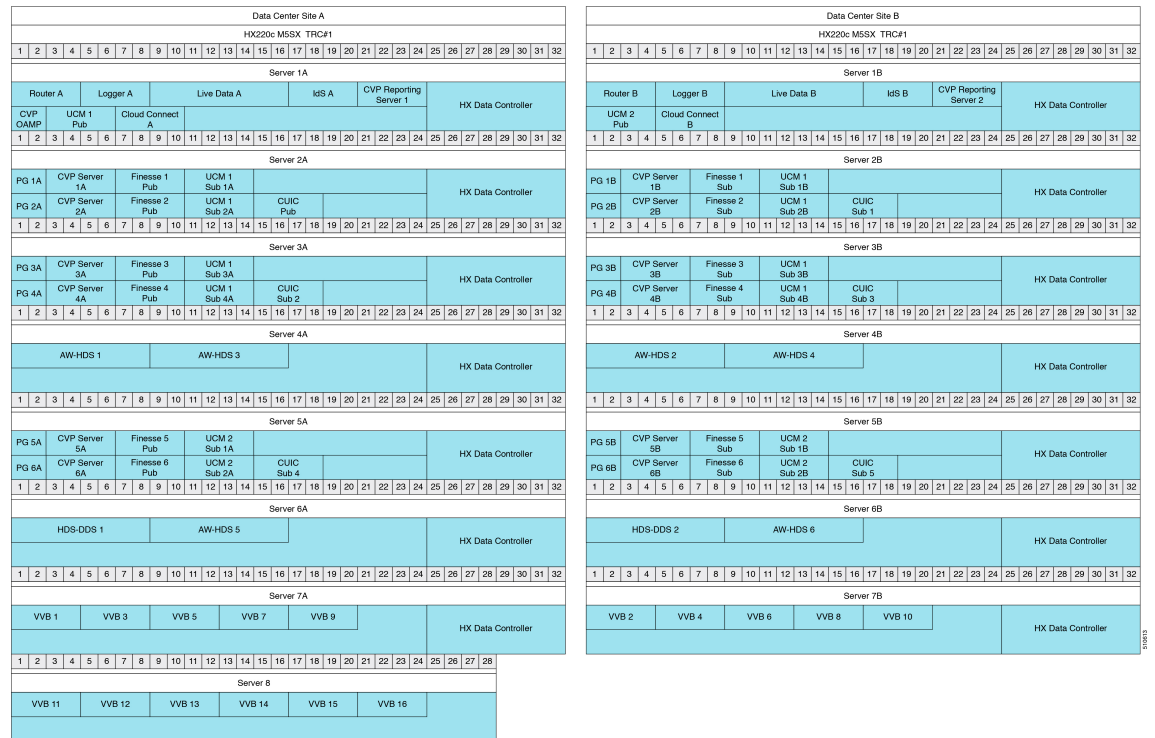 Data Center Site A
HX220c M5SX TRC#1
1 2 3 4 5 6 7 8 9 10 11 12 13 14 15 16 17 18 19 20 21 22 23 24 25 26 27 28 29 30 31 32
Server 1A
Router A Logger A Live Data A IdS A CVP Reporting
Server 1
HX Data Controller
CVP
OAMP
UCM 1
Pub
Cloud Connect
A
1 2 3 4 5 6 7 8 9 10 11 12 13 14 15 16 17 18 19 20 21 22 23 24 25 26 27 28 29 30 31 32
Server 2A
PG 1A
CVP Server
1A
Finesse 1
Pub
UCM 1
Sub 1A
HX Data Controller
PG 2A
CVP Server
2A
Finesse 2
Pub
UCM 1
Sub 2A
CUIC
Pub
1 2 3 4 5 6 7 8 9 10 11 12 13 14 15 16 17 18 19 20 21 22 23 24 25 26 27 28 29 30 31 32
Server 3A
PG 3A
CVP Server
3A
Finesse 3
Pub
UCM 1
Sub 3A
HX Data Controller
PG 4A
CVP Server
4A
Finesse 4
Pub
UCM 1
Sub 4A
CUIC
Sub 2
1 2 3 4 5 6 7 8 9 10 11 12 13 14 15 16 17 18 19 20 21 22 23 24 25 26 27 28 29 30 31 32
Server 4A
AW-HDS 1 AW-HDS 3
HX Data Controller
1 2 3 4 5 6 7 8 9 10 11 12 13 14 15 16 17 18 19 20 21 22 23 24 25 26 27 28 29 30 31 32
Server 5A
PG 5A
CVP Server
5A
Finesse 5
Pub
UCM 2
Sub 1A
HX Data Controller
PG 6A
CVP Server
6A
Finesse 6
Pub
UCM 2
Sub 2A
CUIC
Sub 4
1 2 3 4 5 6 7 8 9 10 11 12 13 14 15 16 17 18 19 20 21 22 23 24 25 26 27 28 29 30 31 32
Server 6A
HDS-DDS 1 AW-HDS 5
HX Data Controller
1 2 3 4 5 6 7 8 9 10 11 12 13 14 15 16 17 18 19 20 21 22 23 24 25 26 27 28 29 30 31 32
Server 7A
VVB 1 VVB 3 VVB 5 VVB 7 VVB 9
HX Data Controller
1 2 3 4 5 6 7 8 9 10 11 12 13 14 15 16 17 18 19 20 21 22 23 24 25 26 27 28
Server 8
VVB 11 VVB 12 VVB 13 VVB 14 VVB 15 VVB 16
Data Center Site B
HX220c M5SX TRC#1
1 2 3 4 5 6 7 8 9 10 11 12 13 14 15 16 17 18 19 20 21 22 23 24 25 26 27 28 29 30 31 32
Server 1B
Router B Logger B Live Data B IdS B CVP Reporting
Server 2
HX Data Controller
UCM 2
Pub
Cloud Connect
B
1 2 3 4 5 6 7 8 9 10 11 12 13 14 15 16 17 18 19 20 21 22 23 24 25 26 27 28 29 30 31 32
Server 2B
PG 1B
CVP Server
1B
Finesse 1
Sub
UCM 1
Sub 1B
HX Data Controller
PG 2B
CVP Server
2B
Finesse 2
Sub
UCM 1
Sub 2B
CUIC
Sub 1
1 2 3 4 5 6 7 8 9 10 11 12 13 14 15 16 17 18 19 20 21 22 23 24 25 26 27 28 29 30 31 32
Server 3B
PG 3B
CVP Server
3B
Finesse 3
Sub
UCM 1
Sub 3B
HX Data Controller
PG 4B
CVP Server
4B
Finesse 4
Sub
UCM 1
Sub 4B
CUIC
Sub 3
1 2 3 4 5 6 7 8 9 10 11 12 13 14 15 16 17 18 19 20 21 22 23 24 25 26 27 28 29 30 31 32
Server 4B
AW-HDS 2 AW-HDS 4
HX Data Controller
1 2 3 4 5 6 7 8 9 10 11 12 13 14 15 16 17 18 19 20 21 22 23 24 25 26 27 28 29 30 31 32
Server 5B
PG 5B
CVP Server
5B
Finesse 5
Sub
UCM 2
Sub 1B
HX Data Controller
PG 6B
CVP Server
6B
Finesse 6
Sub
UCM 2
Sub 2B
CUIC
Sub 5
1 2 3 4 5 6 7 8 9 10 11 12 13 14 15 16 17 18 19 20 21 22 23 24 25 26 27 28 29 30 31 32
Server 6B
HDS-DDS 2 AW-HDS 6
HX Data Controller
1 2 3 4 5 6 7 8 9 10 11 12 13 14 15 16 17 18 19 20 21 22 23 24 25 26 27 28 29 30 31 32
Server 7B
VVB 2 VVB 4 VVB 6 VVB 8 VVB 10
HX Data Controller
510613